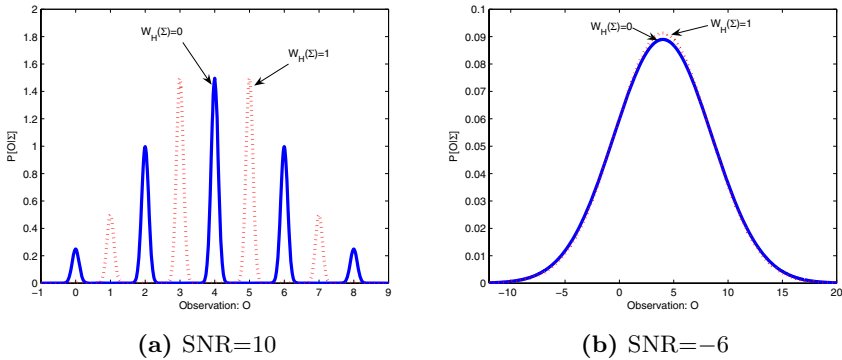 2
1.8
1.6
1.4
1.2
1
0.8
0.6
0.4
0.2
0
P[O|Σ]
W_H(Σ)=0
W_H(Σ)=1
-1 0 1 2 3 4 5 6 7 8 9
Observation: O
(a) SNR=10
0.1
0.09
0.08
0.07
0.06
0.05
0.04
0.03
0.02
0.01
0
P[O|Σ]
W_H(Σ)=0
W_H(Σ)=1
−10 −5 0 5 10 15 20
Observation: O
(b) SNR=−6